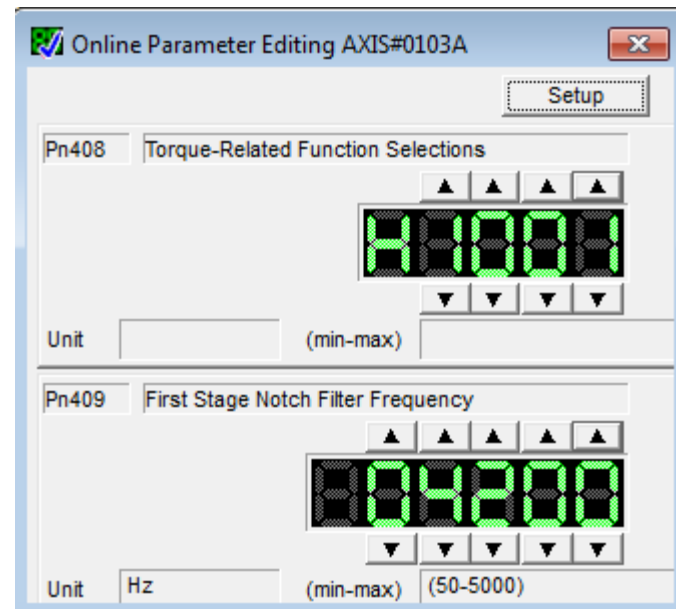 Online Parameter Editing AXIS#0103A
Setup
Pn408 Torque-Related Function Selections
H1001
Unit (min-max)
Pn409 First Stage Notch Filter Frequency
04200
Unit Hz (min-max) (50-5000)